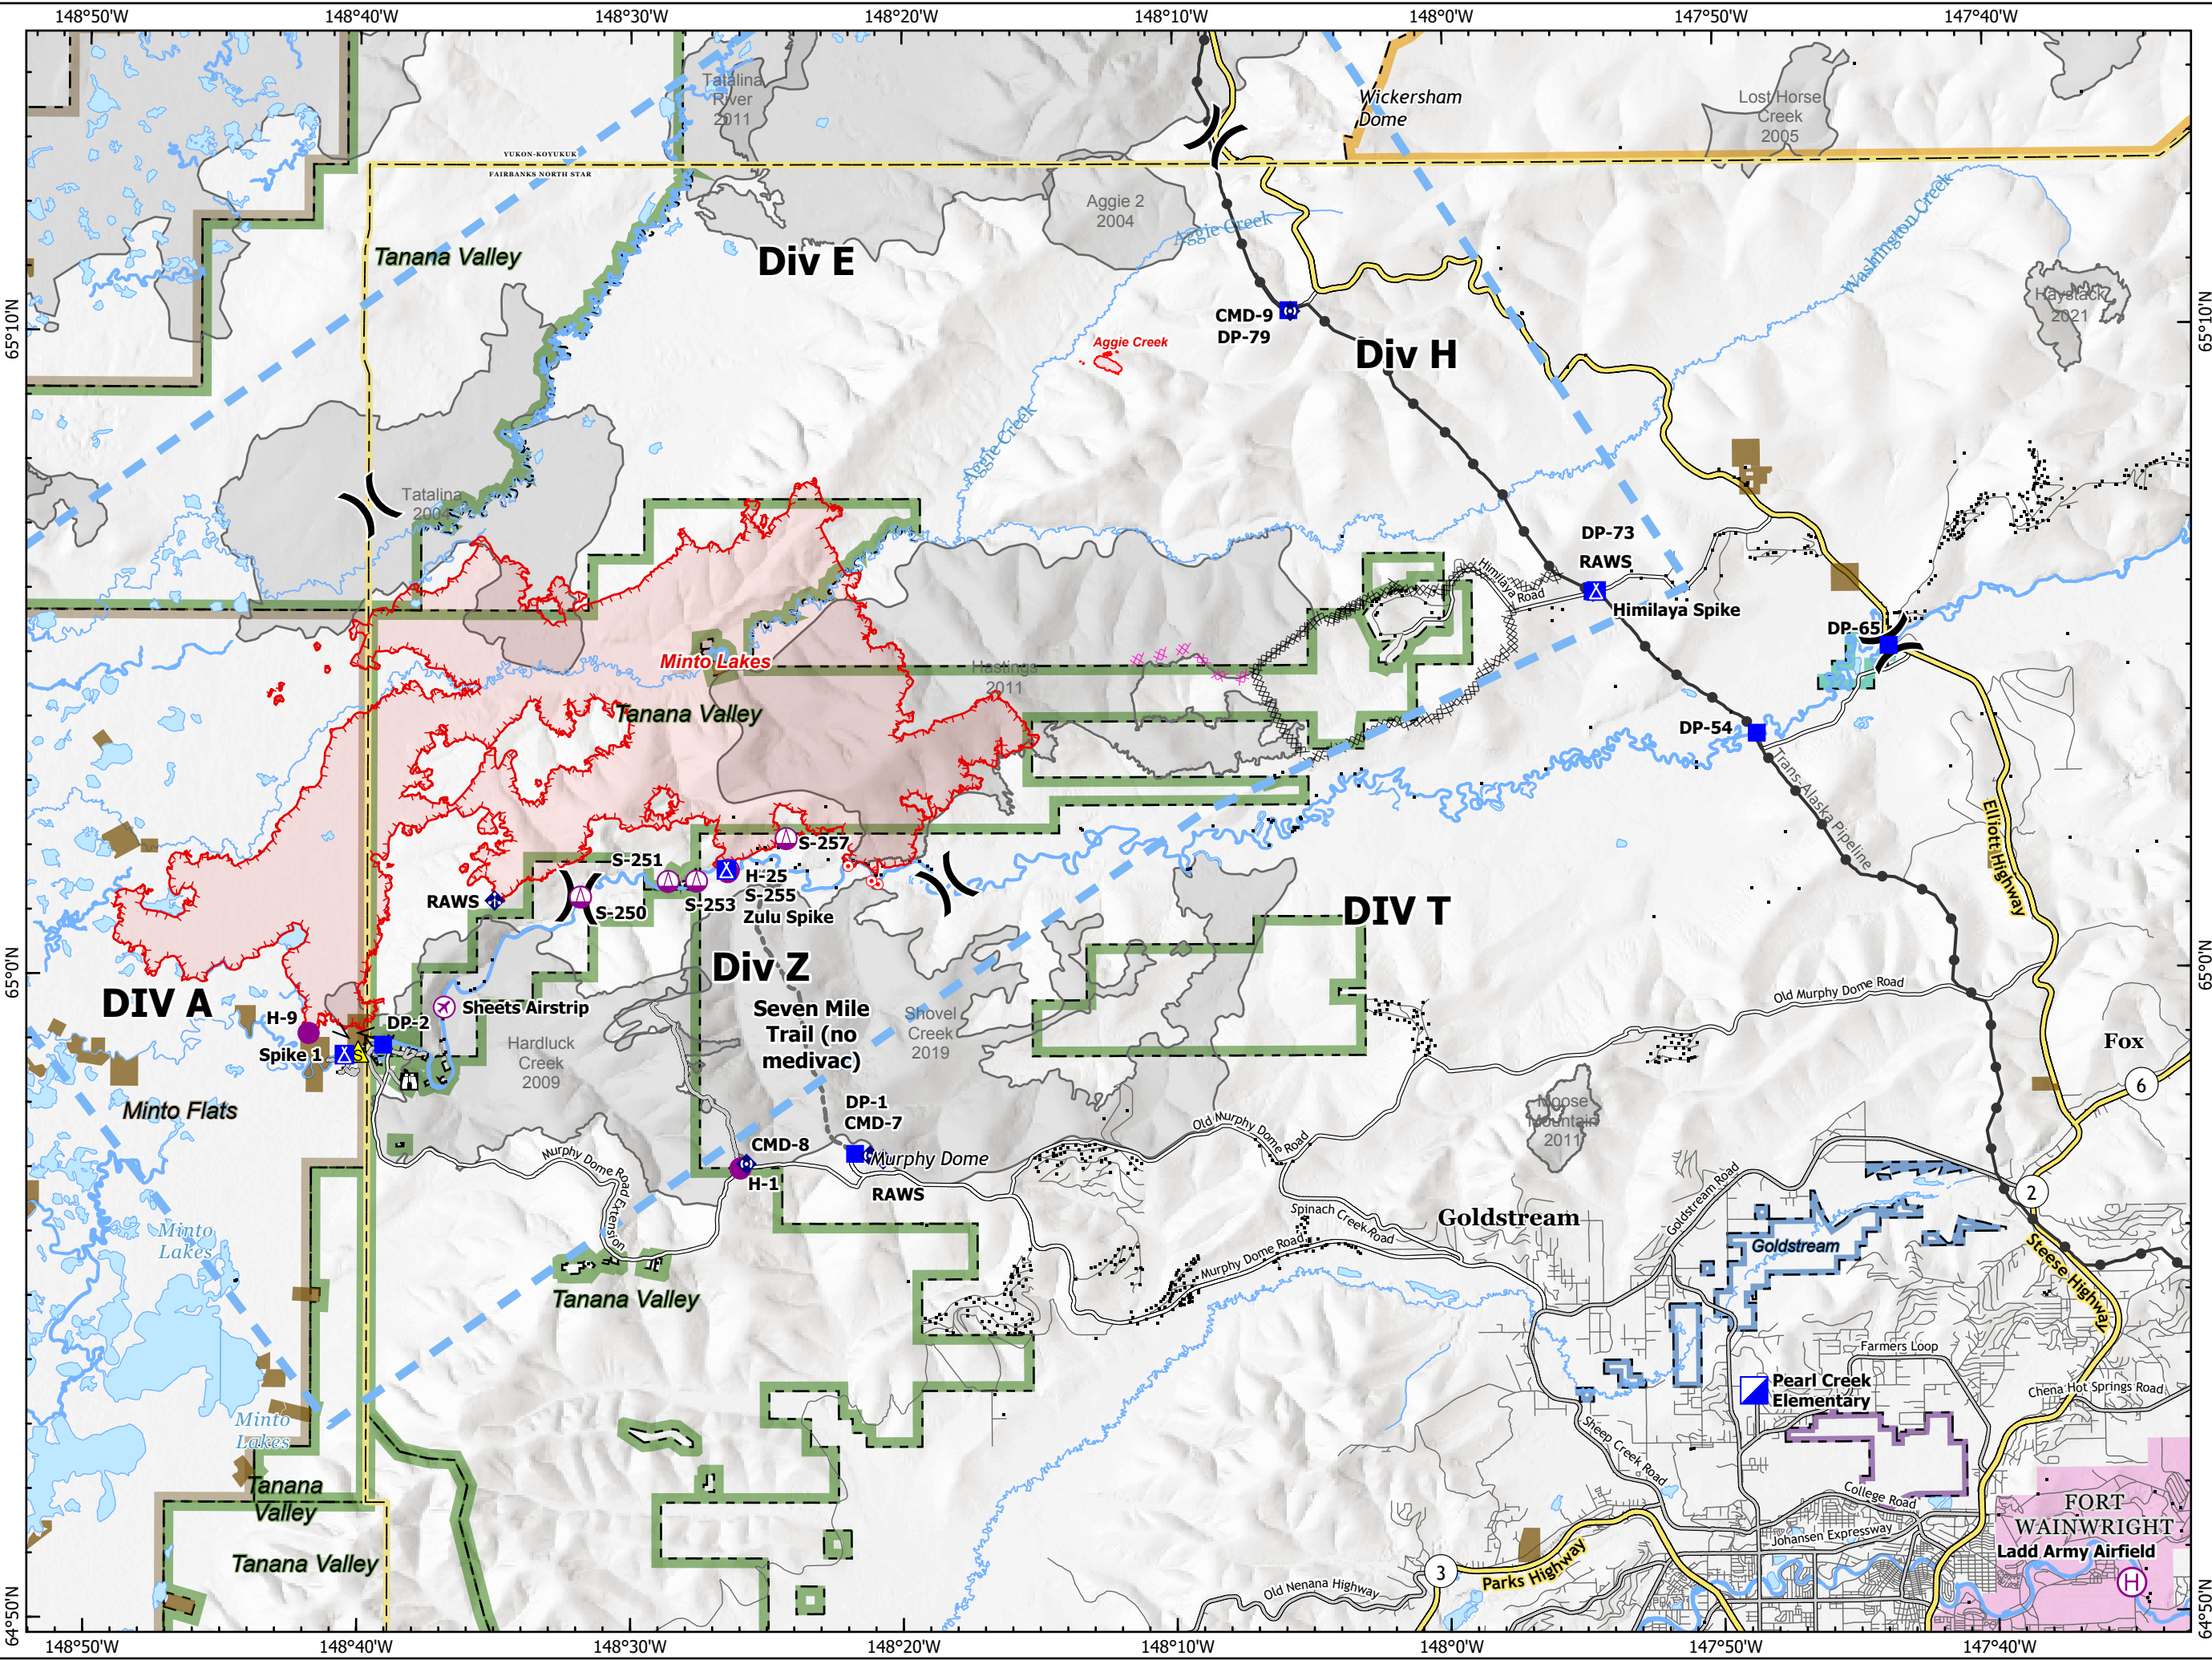 148°50'W
148°40'W
148°30'W
148°20'W
148°10'W
148°0'W
147°50'W
147°40'W
Tatalina
River
2011
Wickersham
Dome
Lost Horse
Creek
2005
YUKON-KOYUKUK
FAIRBANKS NORTH STAR
Aggie 2
2004
Aggie Creek
Washington Creek
Tanana Valley
Div E
Haystack
2021
65°10'N
65°10'N
CMD-9
DP-79
Aggie Creek
Div H
Aggie Creek
Tatalina
2004
DP-73
RAWS
Himilaya
Road
Himilaya Spike
DP-65
Minto Lakes
Hastings
2011
Tanana Valley
DP-54
Trans-Alaska Pipeline
Elliott Highway
S-257
S-251
H-25
S-255
Zulu Spike
S-253
S-250
RAWS
DIV T
Div Z
65°0'N
65°0'N
DIV A
Sheets Airstrip
Seven Mile
Trail (no
medivac)
Shovel
Creek
2019
Old Murphy Dome Road
H-9
DP-2
Spike 1
S
Hardluck
Creek
2009
Fox
6
Minto Flats
DP-1
CMD-7
Moose
Mountain
2011
CMD-8
Murphy Dome
Old Murphy Dome Road
Murphy Dome Road Extension
H-1
RAWS
2
Goldstream Road
Spinach Creek Road
Goldstream
Murphy Dome Road
Goldstream
Steese Highway
Minto
Lakes
Tanana Valley
Farmers Loop
Pearl Creek
Elementary
Chena Hot Springs Road
Minto
Lakes
Sheep Creek Road
Tanana
Valley
College Road
FORT
WAINWRIGHT
Johansen Expressway
Ladd Army Airfield
Tanana Valley
3
Parks Highway
Old Nenana Highway
H
64°50'N
64°50'N
148°50'W
148°40'W
148°30'W
148°20'W
148°10'W
148°0'W
147°50'W
147°40'W